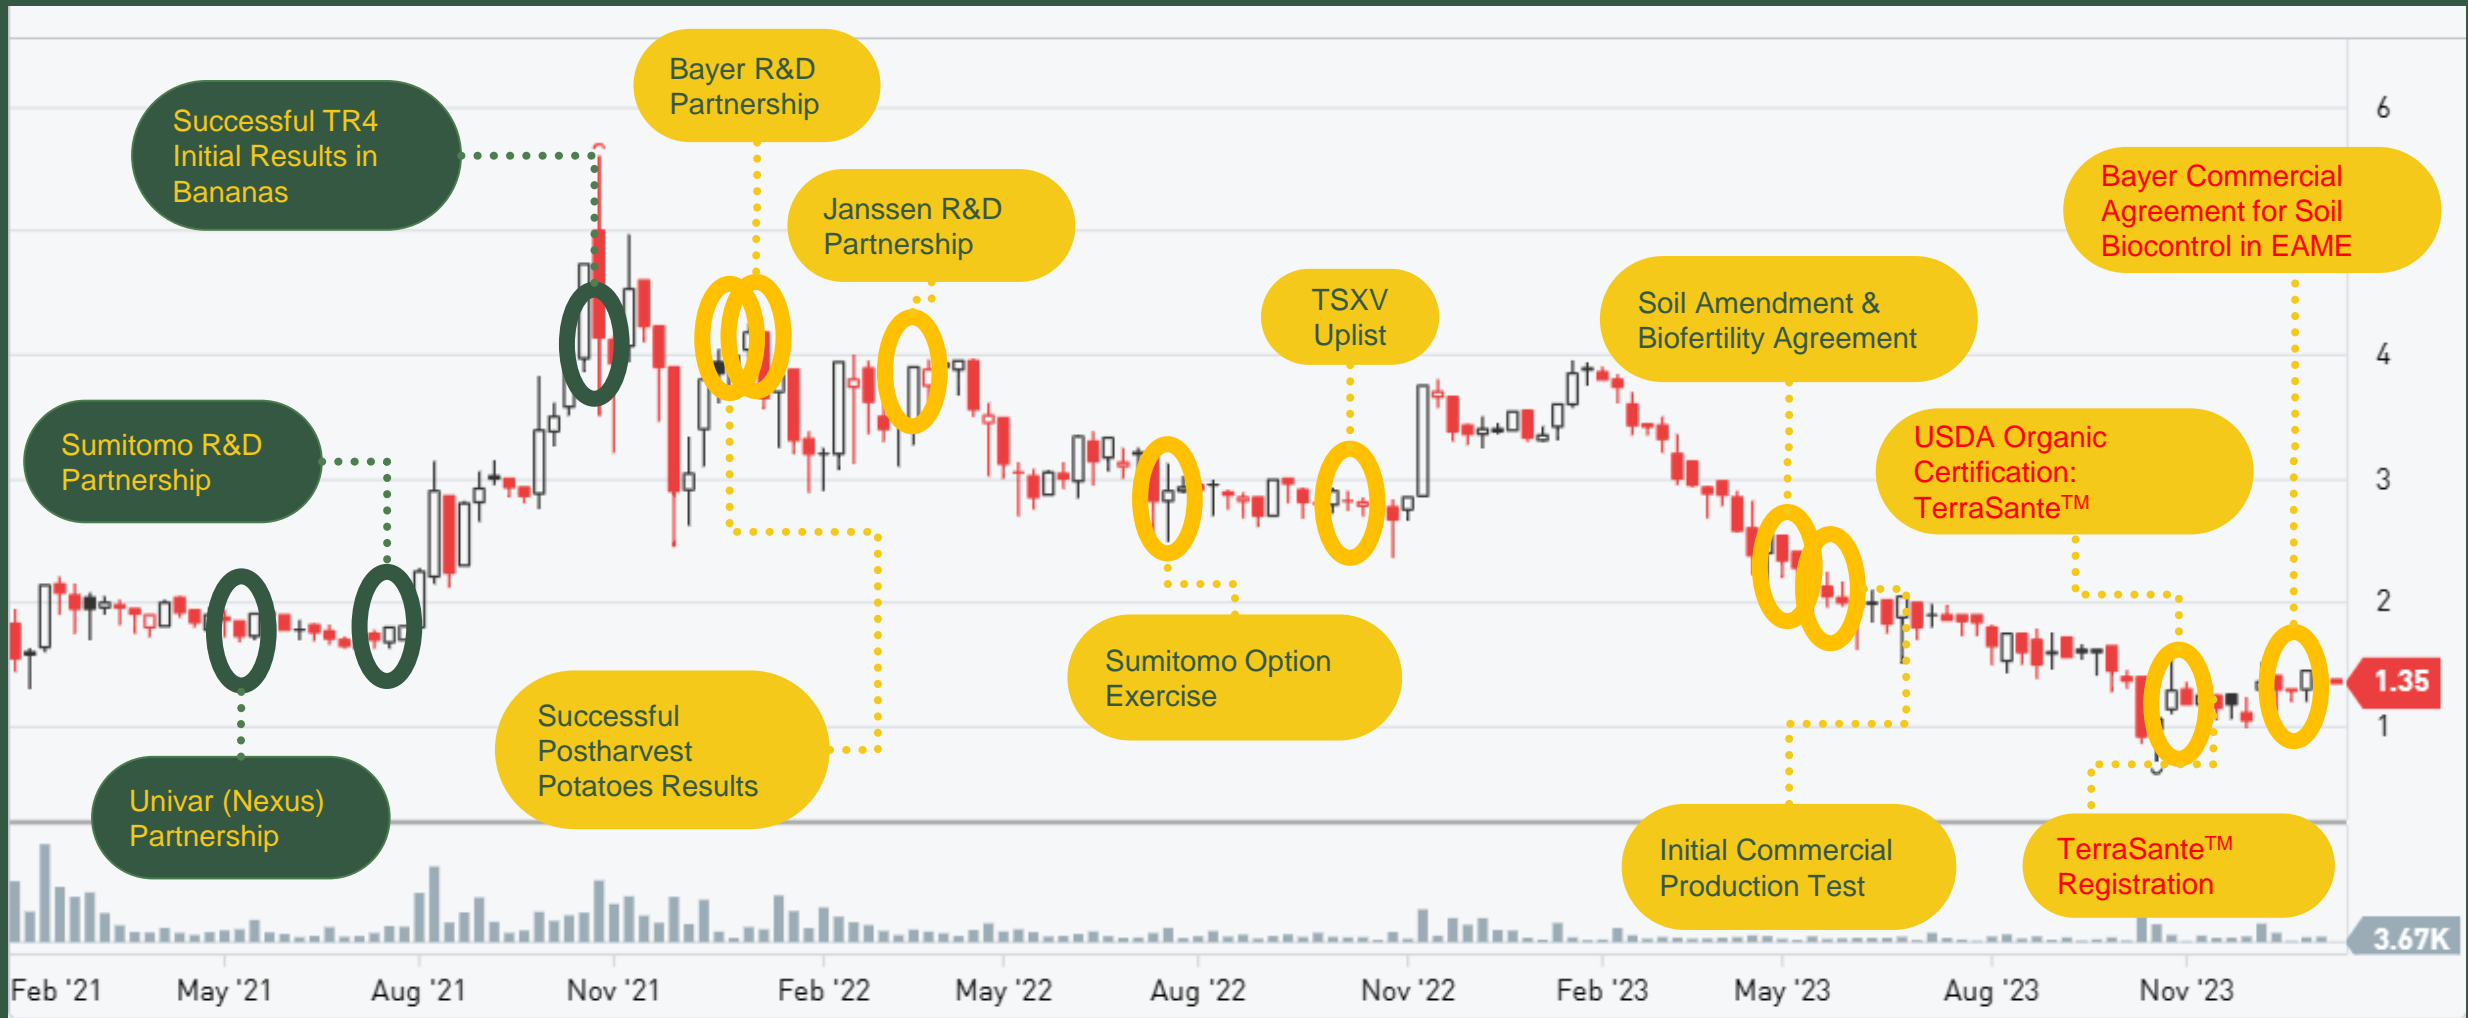 Bayer R&D
Partnership
Successful TR4
Initial Results in
Bananas
Janssen R&D
Partnership
Bayer Commercial
Agreement for Soil
Biocontrol in EAME
TSXV
Uplist
Soil Amendment &
Biofertility Agreement
Sumitomo R&D
Partnership
USDA Organic
Certification:
TerraSante™
Sumitomo Option
Exercise
Successful
Postharvest
Potatoes Results
Univar (Nexus)
Partnership
Initial Commercial
Production Test
TerraSante™
Registration
6
4
3
2
1.35
1
3.67K
Feb '21
May '21
Aug '21
Nov '21
Feb '22
May '22
Aug '22
Nov '22
Feb '23
May '23
Aug '23
Nov '23